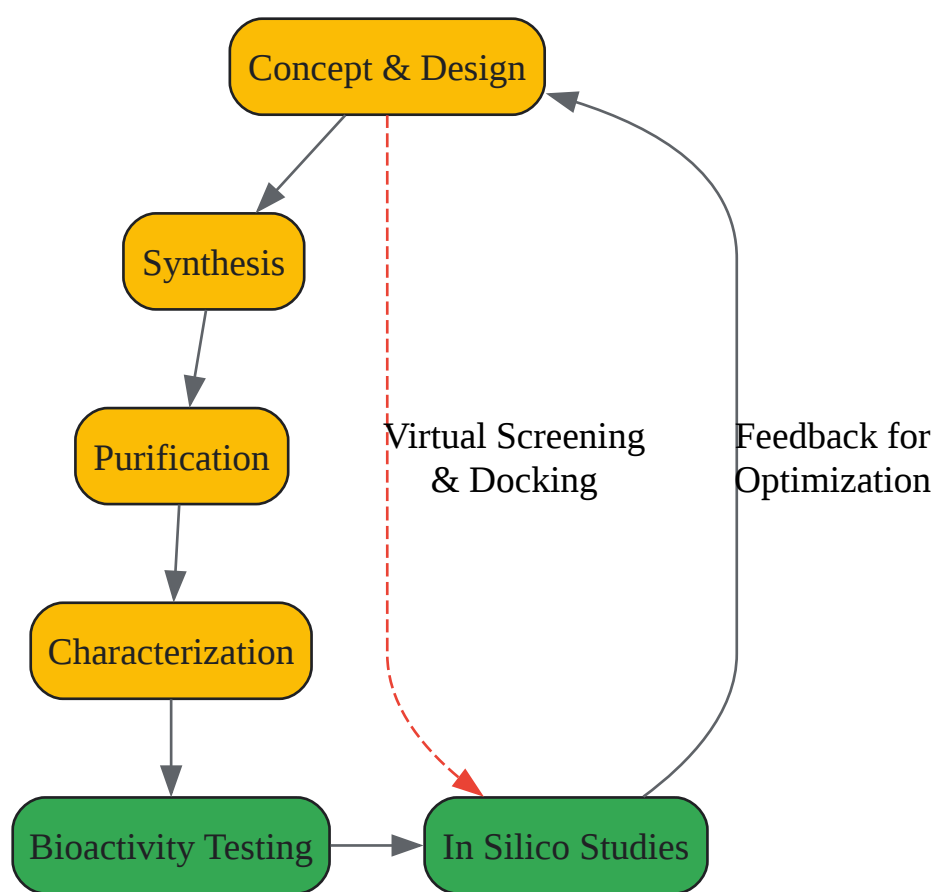 Concept & Design
Synthesis
Purification
Virtual Screening
& Docking
Feedback for
Optimization
Characterization
Bioactivity Testing
In Silico Studies